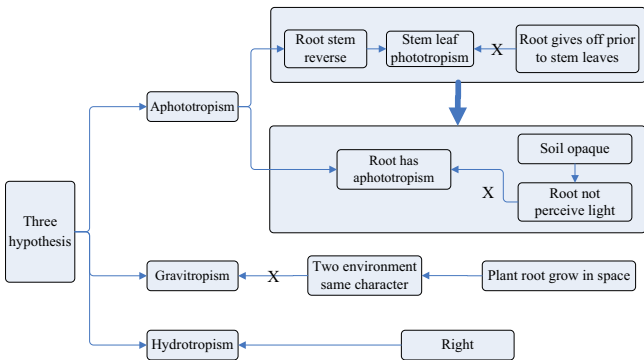 Root stem
reverse
Stem leaf
phototropism
X
Root gives off prior
to stem leaves
Aphototropism
Root has
aphototropism
X
Soil opaque
Root not
perceive light
Three
hypothesis
Gravitropism
X
Two environment
same character
Plant root grow in space
Hydrotropism
Right